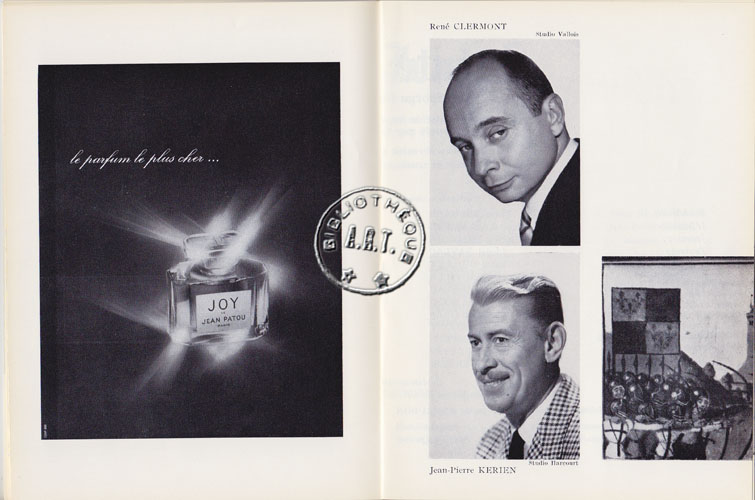 le parfum le plus cher...
JOY
DE
JEAN PATOU
PARIS
BIBLIOTHÈQUE
A.R.T.
René CLERMONT
Studio Vallois
Studio Harcourt
Jean-Pierre KERIEN